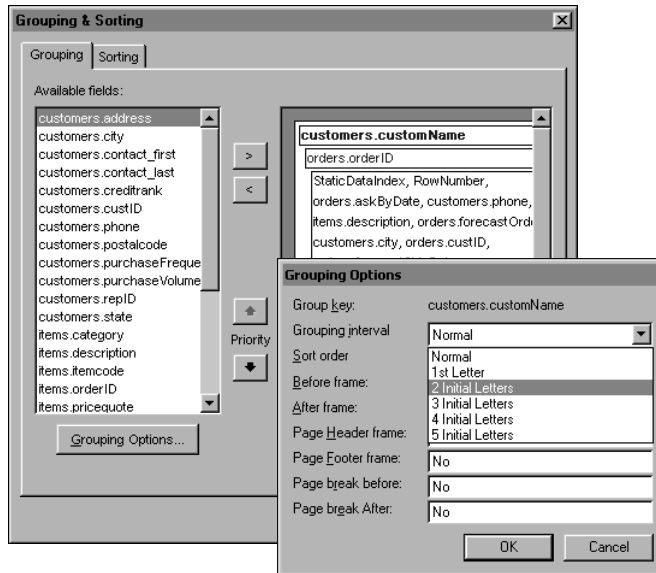 Grouping & Sorting
Grouping
Sorting
Available fields:
customers.address
customers.city
customers.contact_first
customers.contact_last
customers.creditrank
customers.custID
customers.phone
customers.postalcode
customers.purchaseFreque
customers.purchaseVolume
customers.repID
customers.state
items.category
items.description
items.itemcode
items.orderID
items.pricequote
>
<
Priority
Grouping Options...
customers.customName
orders.orderID
StaticDataIndex, RowNumber,
orders.askByDate, customers.phone,
items.description, orders.forecastOrde
customers.city, orders.custID,
Grouping Options
Group key: customers.customName
Grouping interval Normal
Sort order
Before frame:
After frame:
Normal
1st Letter
2 Initial Letters
3 Initial Letters
4 Initial Letters
5 Initial Letters
Page Header frame:
Page Footer frame: No
Page break before: No
Page break After: No
OK Cancel